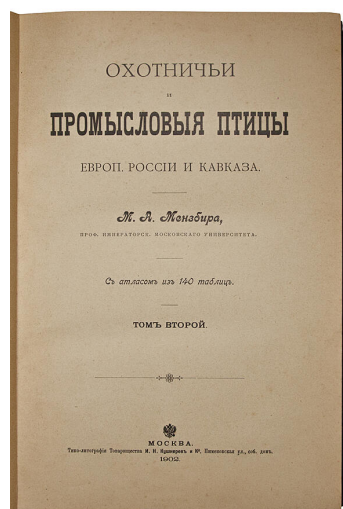 ОХОТНИЧЬИ
И
ПРОМЫСЛОВЫЯ ПТИЦЫ
ЕВРОП. РОССІИ И КАВКАЗА.
М. А. Мензбира,
ПРОФ. ИМПЕРАТОРСК. МОСКОВСКАГО УНИВЕРСИТЕТА.
Съ атласомъ изъ 140 таблицъ.
ТОМЪ ВТОРОЙ.
МОСКВА.
Типо-литографія Товарищества И. Н. Кушнеревъ и Ко, Пименовская ул., соб. домъ.
1902.